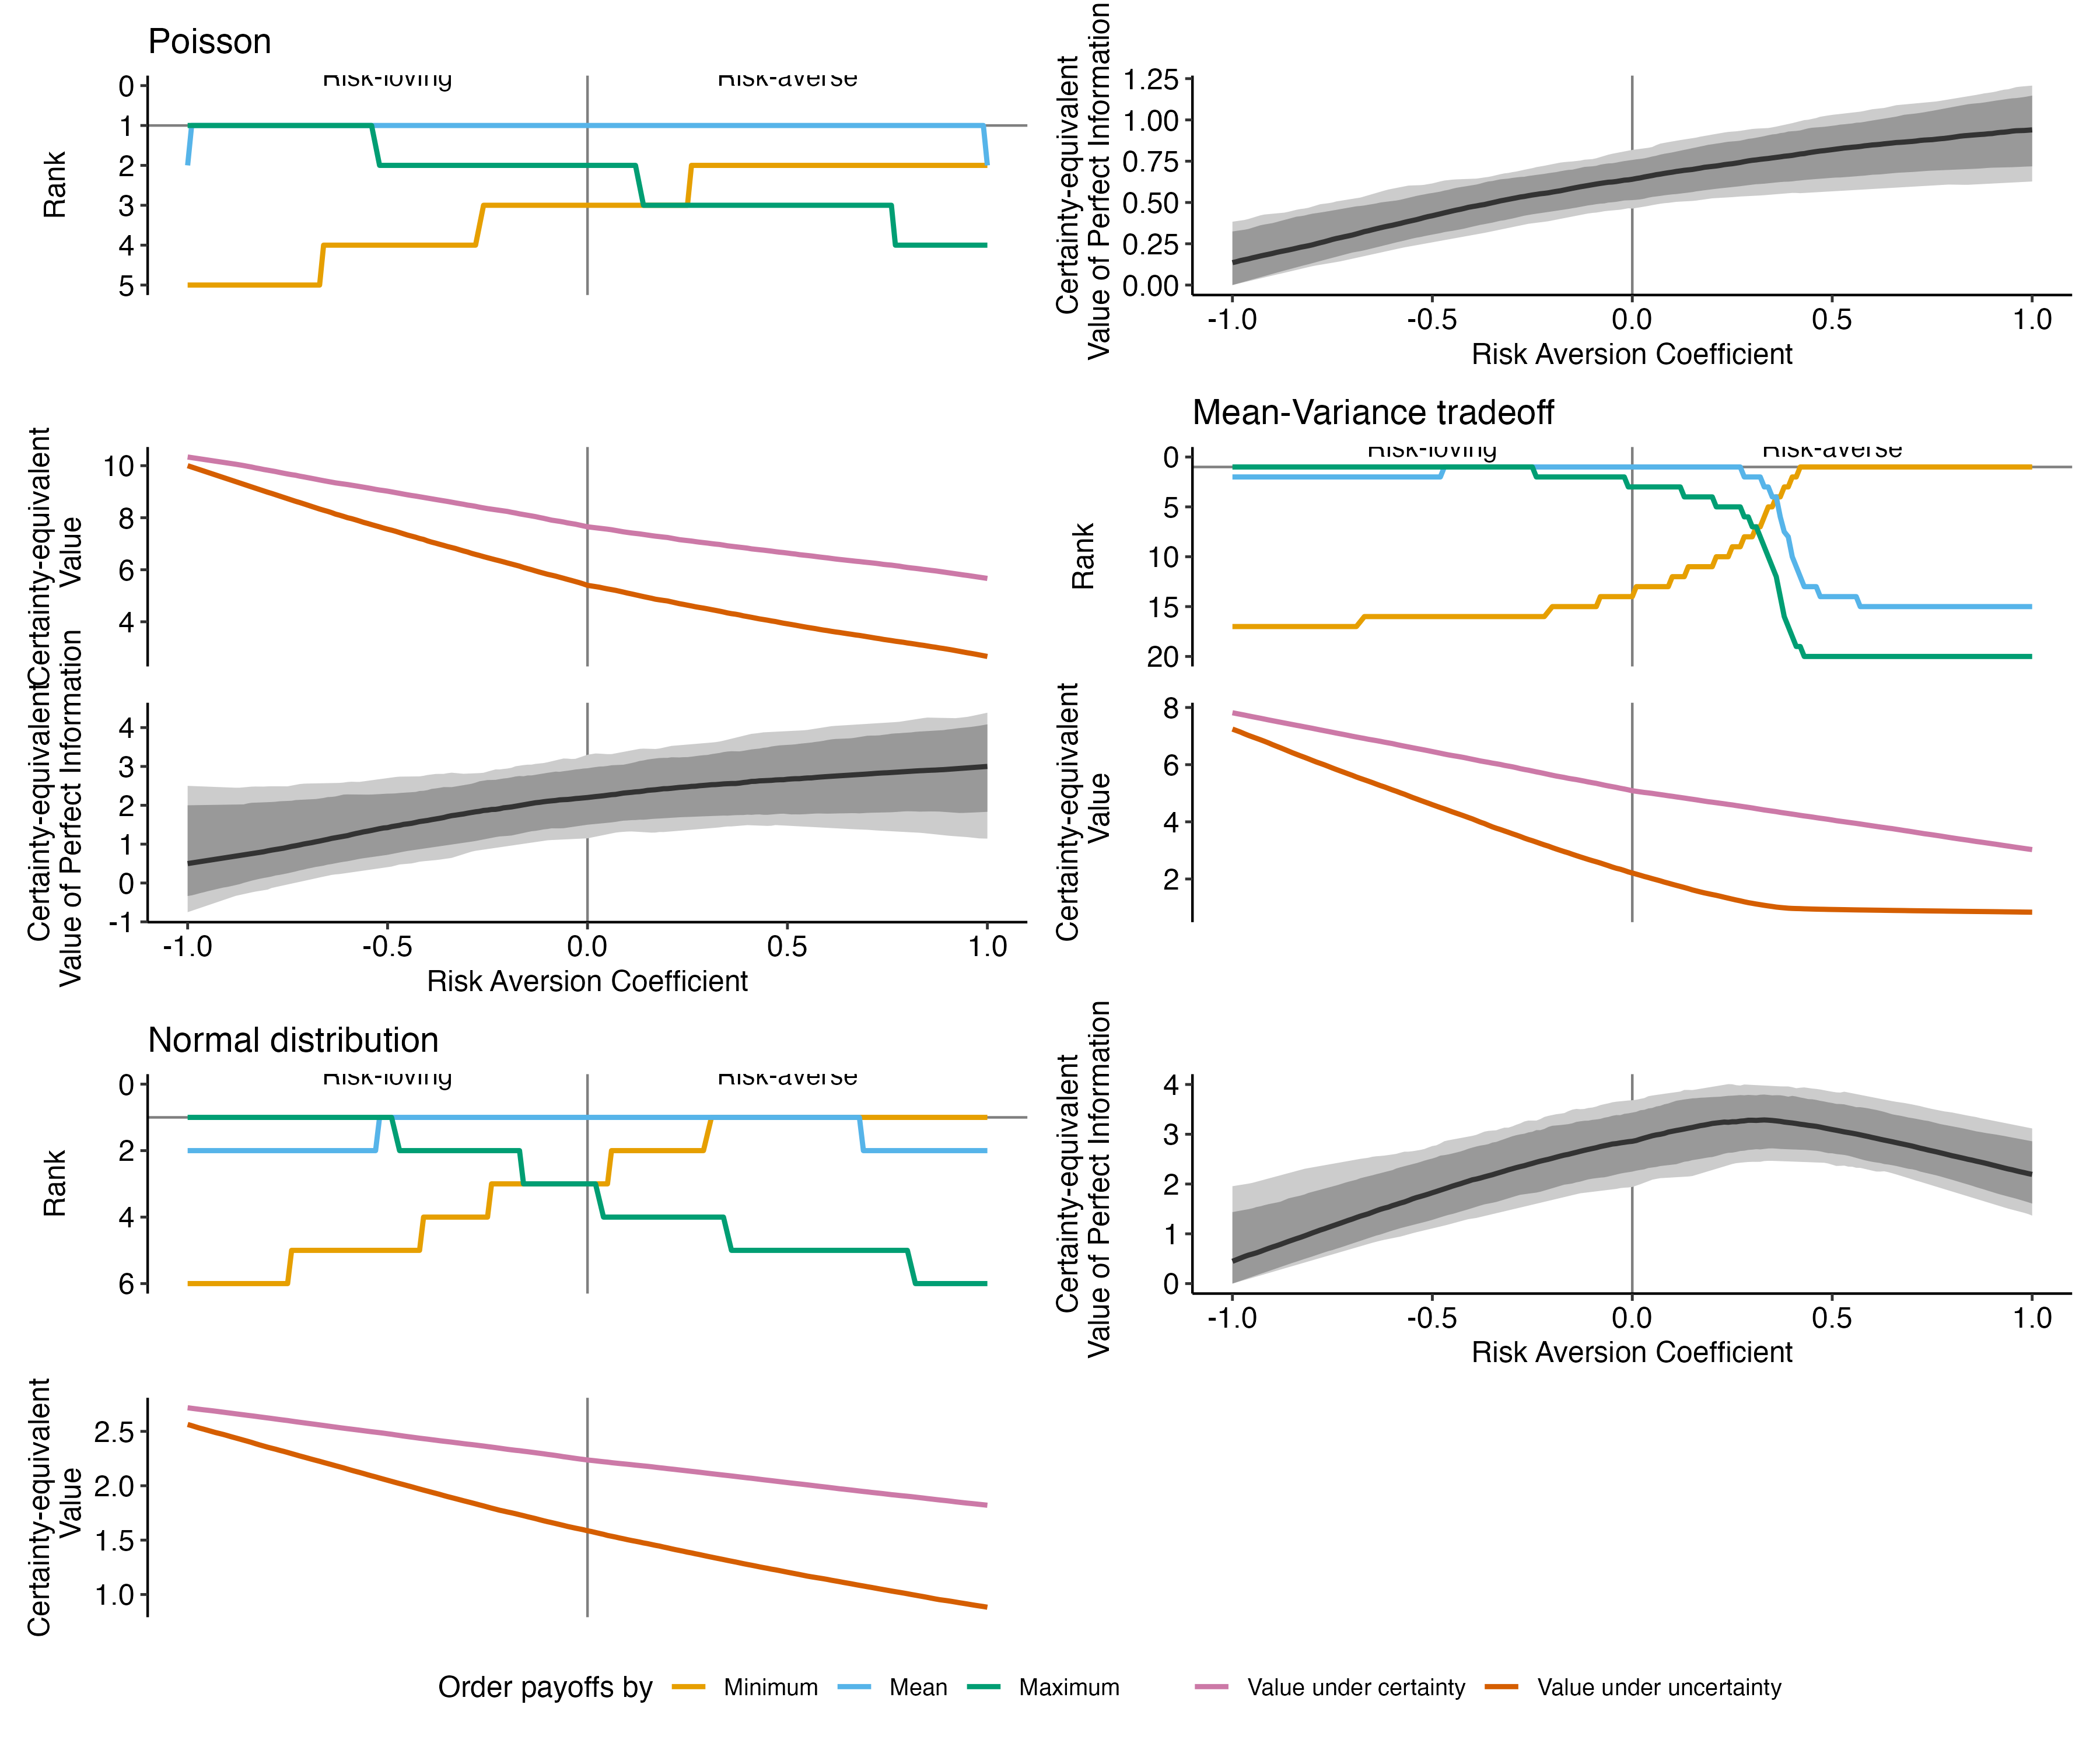 Poisson
Risk-loving
Risk-averse
Rank
0
1
2
3
4
5
Certainty-equivalent
Value of Perfect Information
1.25
1.00
0.75
0.50
0.25
0.00
-1.0
-0.5
0.0
0.5
1.0
Risk Aversion Coefficient
Certainty-equivalent
Value
10
8
6
4
Mean-Variance tradeoff
Risk-loving
Risk-averse
Rank
0
5
10
15
20
Certainty-equivalent
Value of Perfect Information
4
3
2
1
0
-1
-1.0
-0.5
0.0
0.5
1.0
Risk Aversion Coefficient
Certainty-equivalent
Value
8
6
4
2
Normal distribution
Risk-loving
Risk-averse
Rank
0
2
4
6
Certainty-equivalent
Value of Perfect Information
4
3
2
1
0
-1.0
-0.5
0.0
0.5
1.0
Risk Aversion Coefficient
Certainty-equivalent
Value
2.5
2.0
1.5
1.0
Order payoffs by Minimum Mean Maximum Value under certainty Value under uncertainty